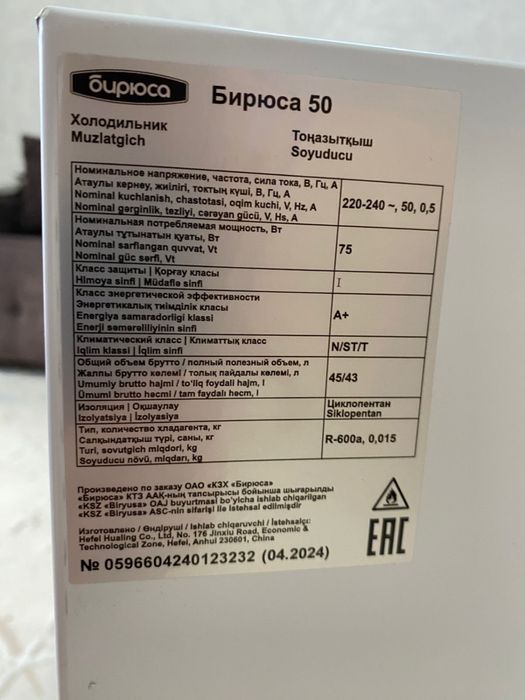 бирюса
Бирюса 50
Холодильник
Muzlatgich
Тоңазытқыш
Soyuducu
Номинальное напряжение, частота, сила тока, В, Гц, А
Атаулы кернеу, жиілігі, токтың күші, В, Гц, А
Nominal kuchlanish, chastotasi, oqim kuchi, V, Hz, A
Nominal gərginlik, tezliyi, cərəyan gücü, V, Hs, A
220-240 ~, 50, 0,5
Номинальная потребляемая мощность, Вт
Атаулы тұтынатын қуаты, Вт
Nominal sarflangan quvvat, Vt
Nominal güc sərfi, Vt
75
Класс защиты | Қорғау класы
Himoya sinfi | Müdafiə sinfi
I
Класс энергетической эффективности
Энергетикалық тиімділік класы
Energiya samaradorligi klassi
Enerji səmərəliliyinin sinfi
A+
Климатический класс | Климаттық класс
Iqlim klassi | İqlim sinfi
N/ST/T
Общий объем брутто / полный полезный объем, л
Жалпы брутто көлемі / толық пайдалы көлемі, л
Umumiy brutto hajmi / to'liq foydali hajm, l
Ümumi brutto həcmi / tam faydalı həcm, l
45/43
Изоляция | Оқшаулау
Izolyatsiya | İzolyasiya
Циклопентан
Siklopentan
Тип, количество хладагента, кг
Салқындатқыш түрі, саны, кг
Turi, sovutgich miqdori, kg
Soyuducu növü, miqdarı, kg
R-600a, 0,015
Произведено по заказу ОАО «КЗХ «Бирюса»
«Бирюса» КТЗ ААҚ-ның тапсырысы бойынша шығарылды
«KSZ «Biryusa» OAJ buyurtmasi bo'yicha ishlab chiqarilgan
«KSZ «Biryusa» ASC-nin sifarişi ilə istehsal edilmişdir
Изготовлено / Өндіруші / Ishlab chiqaruvchi / İstehsalçı:
Hefei Hualing Co., Ltd, No. 176 Jinxiu Road, Economic &
Technological Zone, Hefei, Anhui 230601, China
EAC
№ 0596604240123232 (04.2024)